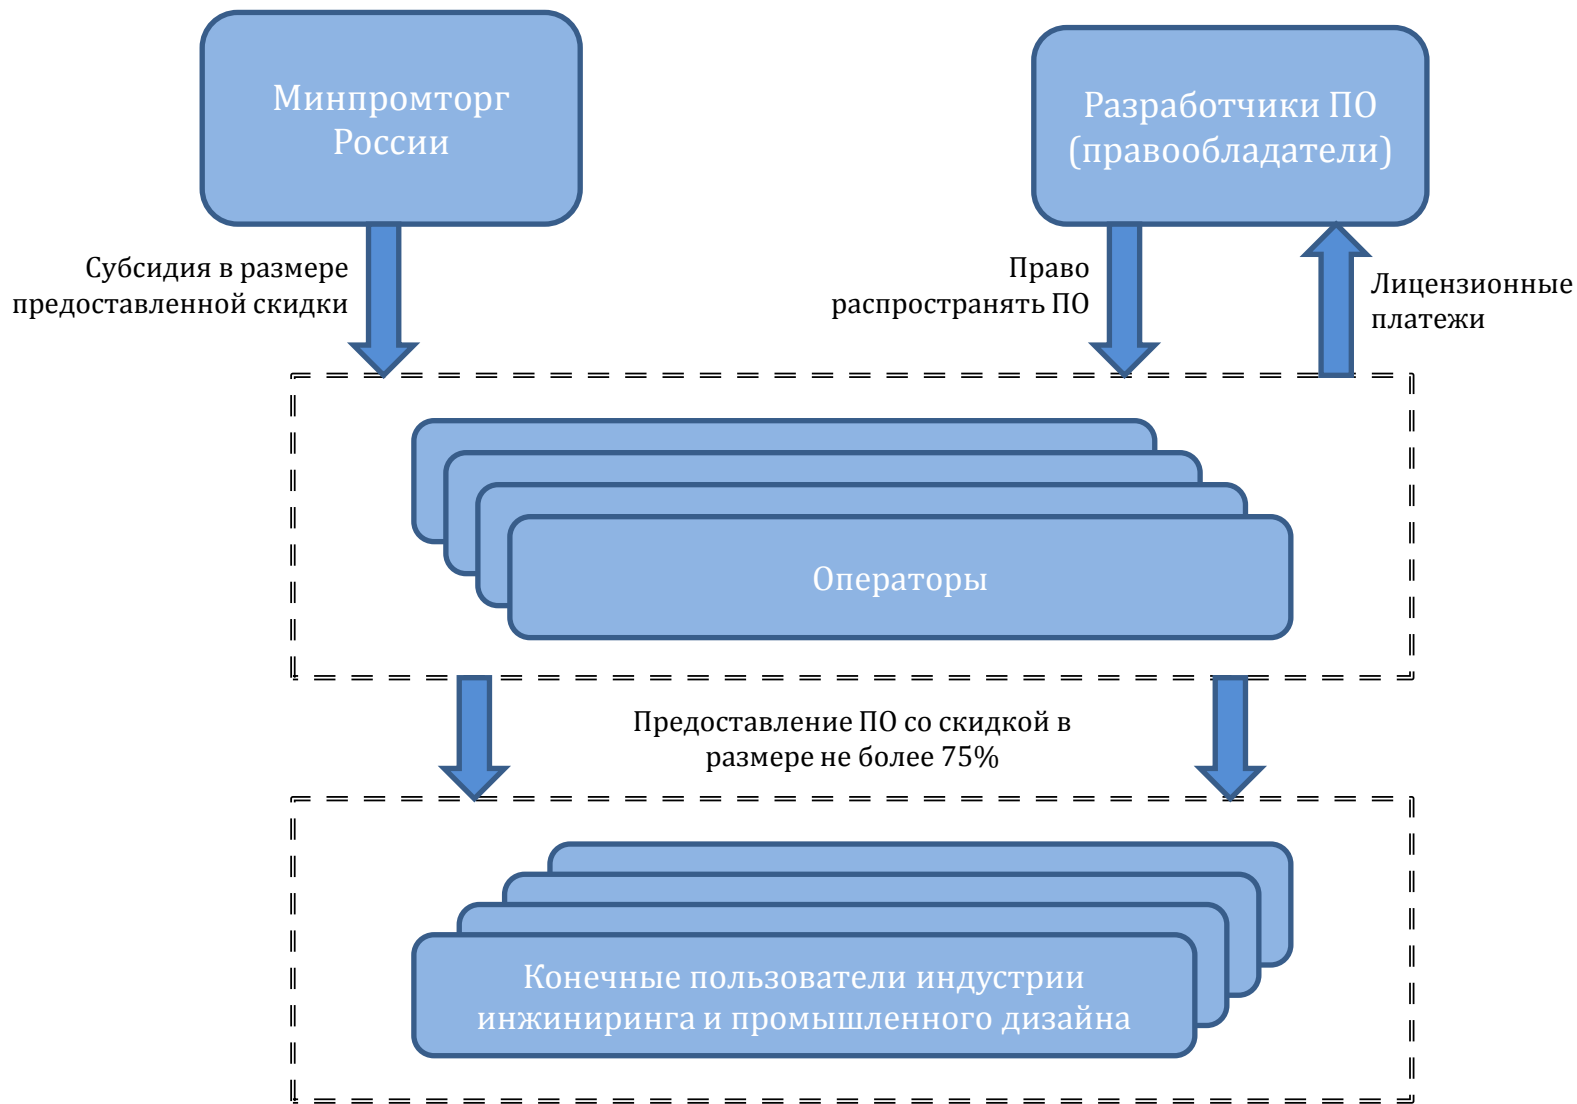 Минпромторг
России
Разработчики ПО
(правообладатели)
Субсидия в размере
предоставленной скидки
Право
распространять ПО
Лицензионные
платежи
Операторы
Предоставление ПО со скидкой в
размере не более 75%
Конечные пользователи индустрии
инжиниринга и промышленного дизайна